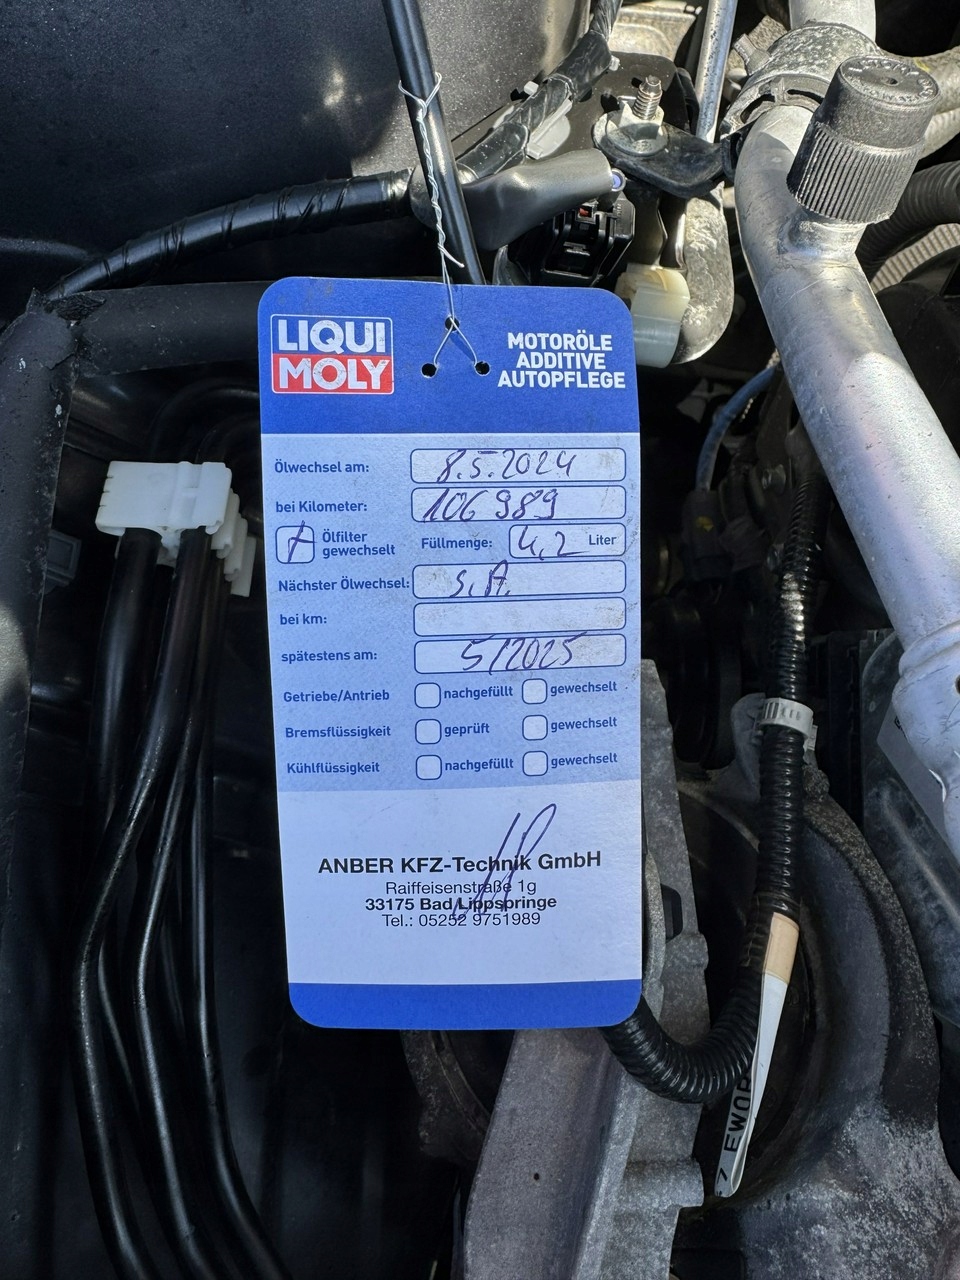 LIQUI
MOLY
MOTORÖLE
ADDITIVE
AUTOPFLEGE
Ölwechsel am: 8.5.2024
bei Kilometer: 106 989
Ölfilter
gewechselt
Füllmenge: 4,2 Liter
Nächster Ölwechsel: s.A.
bei km:
spätestens am: 5/2025
Getriebe/Antrieb nachgefüllt gewechselt
Bremsflüssigkeit geprüft gewechselt
Kühlflüssigkeit nachgefüllt gewechselt
ANBER KFZ-Technik GmbH
Raiffeisenstraße 1g
33175 Bad Lippspringe
Tel.: 05252 9751989